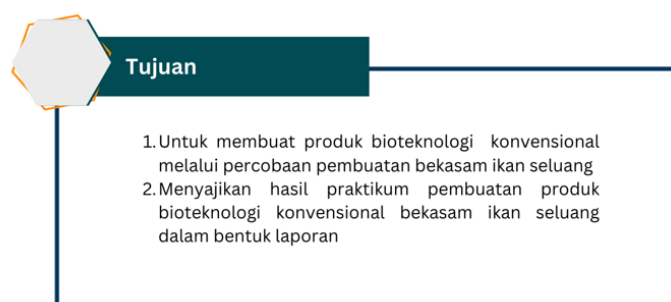 Tujuan
1. Untuk membuat produk bioteknologi konvensional
melalui percobaan pembuatan bekasam ikan seluang
2. Menyajikan hasil praktikum pembuatan produk
bioteknologi konvensional bekasam ikan seluang
dalam bentuk laporan